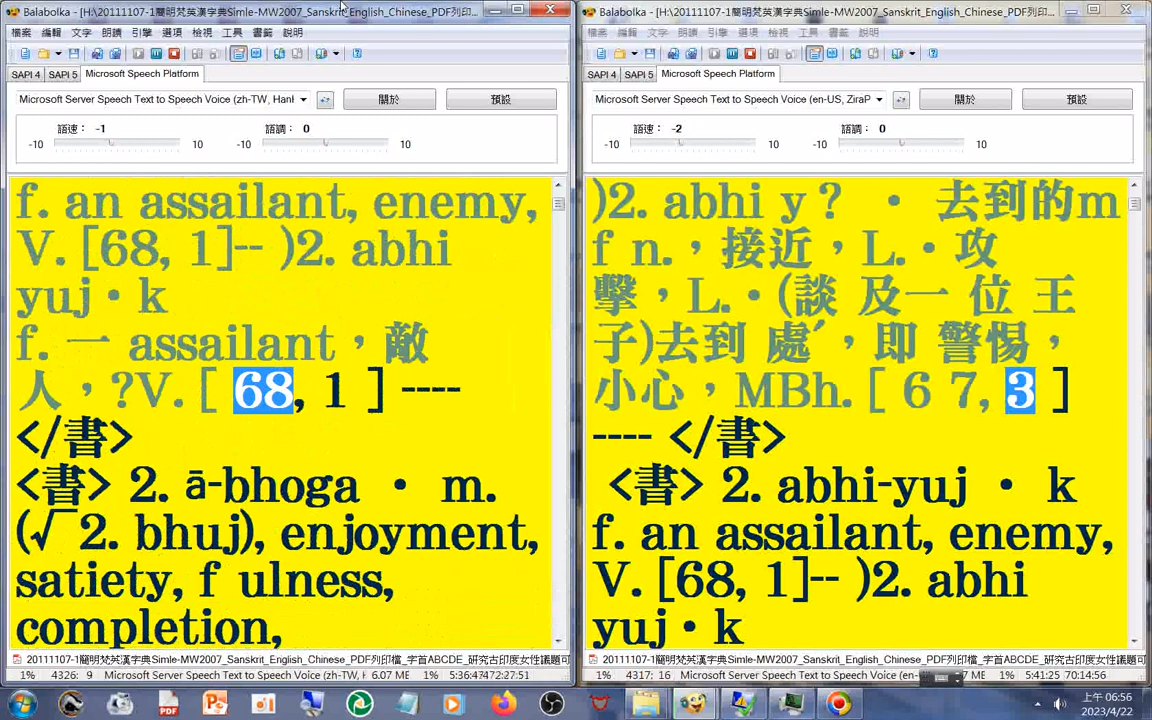 Balabolka - [H:\20111107-1簡明梵英漢字典Simle-MW2007_Sanskrit_English_Chinese_PDF列印...
檔案 編輯 文字 朗讀 引擎 選項 檢視 工具 書籤 說明
SAPI 4 SAPI 5 Microsoft Speech Platform
Microsoft Server Speech Text to Speech Voice (zh-TW, Hanl 關於 預設
語速： -1 語調： 0
-10 10 -10 10
f. an assailant, enemy,
V. [68, 1]-- )2. abhi
yuj • k
f. 一 assailant，敵
人，?V. [ 68, 1 ] ----
</書>
<書> 2. ā-bhoga • m.
(√ 2. bhuj), enjoyment,
satiety, f ulness,
completion,
20111107-1簡明梵英漢字典Simle-MW2007_Sanskrit_English_Chinese_PDF列印檔_字首ABCDE_研究古印度女性議題可
1% 4326: 9 Microsoft Server Speech Text to Speech Voice (zh-TW, H 6.07 MB 1% 5:36:47/472:27:51
Balabolka - [H:\20111107-1簡明梵英漢字典Simle-MW2007_Sanskrit_English_Chinese_PDF列印...
檔案 編輯 文字 朗讀 引擎 選項 檢視 工具 書籤 說明
SAPI 4 SAPI 5 Microsoft Speech Platform
Microsoft Server Speech Text to Speech Voice (en-US, ZiraP 關於 預設
語速： -2 語調： 0
-10 10 -10 10
)2. abhi y？ • 去到的m
f n.，接近，L.•攻
擊，L.•(談 及一 位 王
子)去到 處′，即 警惕，
小心，MBh. [ 6 7, 3 ]
---- </書>
<書> 2. abhi-yuj • k
f. an assailant, enemy,
V. [68, 1]-- )2. abhi
yuj • k
20111107-1簡明梵英漢字典Simle-MW2007_Sanskrit_English_Chinese_PDF列印檔_字首ABCDE_研究古印度女性議題可
1% 4317: 16 Microsoft Server Speech Text to Speech Voice (en-U 1% 5:41:25 70:14:56
上午 06:56
2023/4/22